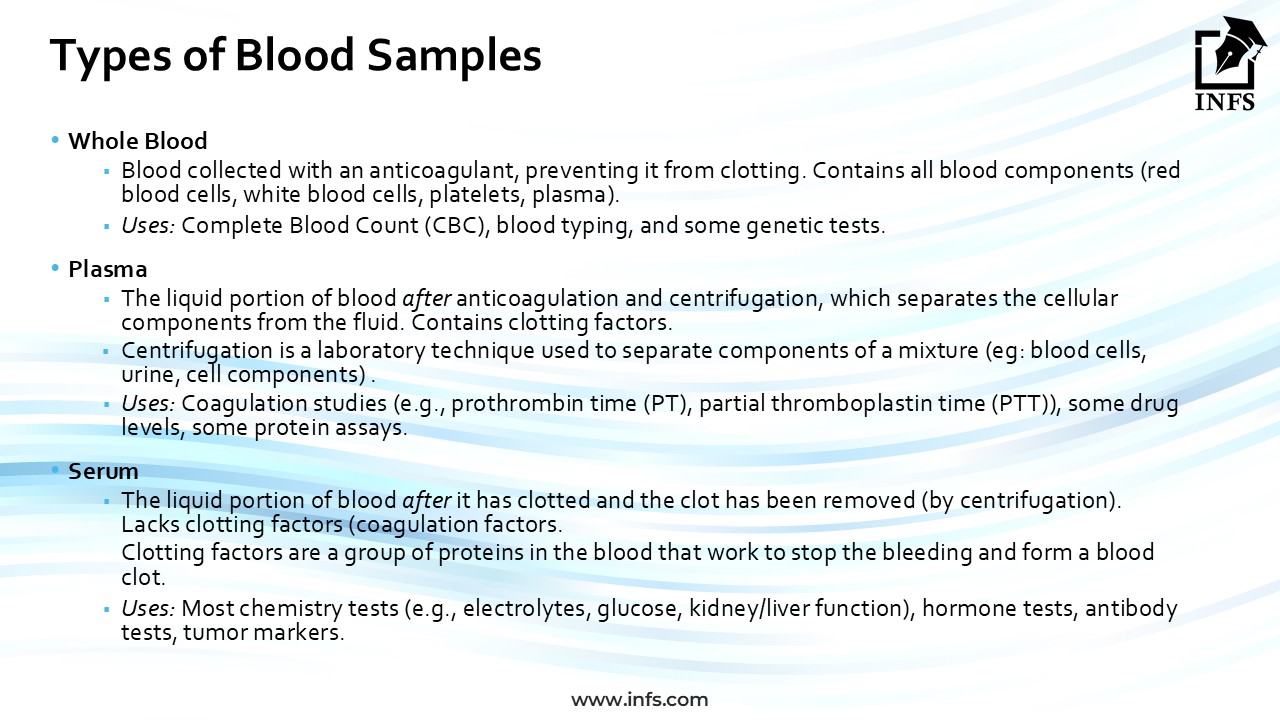 Types of Blood Samples
INFS
• Whole Blood
▪ Blood collected with an anticoagulant, preventing it from clotting. Contains all blood components (red
blood cells, white blood cells, platelets, plasma).
▪ Uses: Complete Blood Count (CBC), blood typing, and some genetic tests.
• Plasma
▪ The liquid portion of blood after anticoagulation and centrifugation, which separates the cellular
components from the fluid. Contains clotting factors.
▪ Centrifugation is a laboratory technique used to separate components of a mixture (eg: blood cells,
urine, cell components) .
▪ Uses: Coagulation studies (e.g., prothrombin time (PT), partial thromboplastin time (PTT)), some drug
levels, some protein assays.
• Serum
▪ The liquid portion of blood after it has clotted and the clot has been removed (by centrifugation).
Lacks clotting factors (coagulation factors.
Clotting factors are a group of proteins in the blood that work to stop the bleeding and form a blood
clot.
▪ Uses: Most chemistry tests (e.g., electrolytes, glucose, kidney/liver function), hormone tests, antibody
tests, tumor markers.
www.infs.com